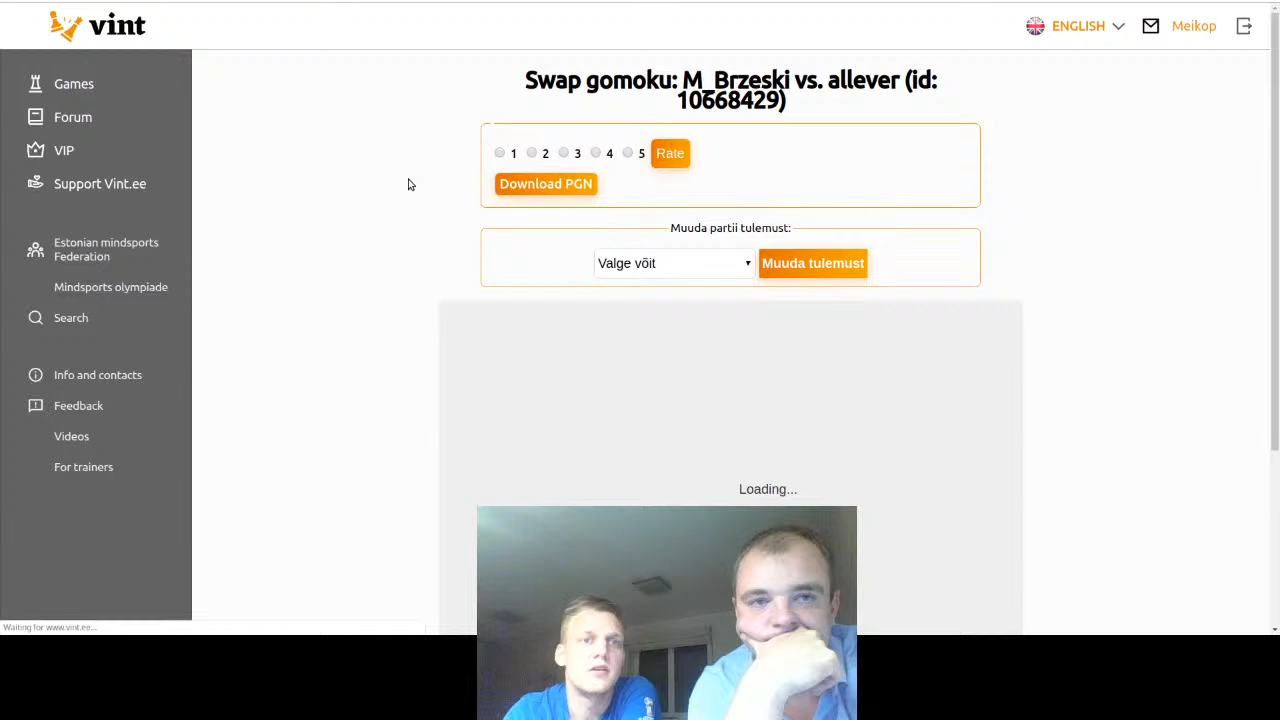 vint
ENGLISH
Meikop
Games
Forum
VIP
Support Vint.ee
Estonian mindsports
Federation
Mindsports olympiade
Search
Info and contacts
Feedback
Videos
For trainers
Swap gomoku: M_Brzeski vs. allever (id:
10668429)
1 2 3 4 5 Rate
Download PGN
Muuda partii tulemust:
Valge võit Muuda tulemust
Loading...
Waiting for www.vint.ee...